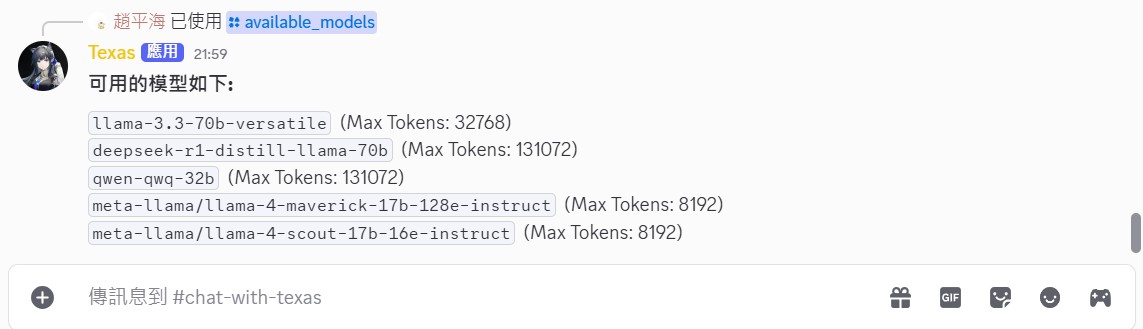 趙平海 已使用 available_models
Texas 應用 21:59
可用的模型如下:
llama-3.3-70b-versatile (Max Tokens: 32768)
deepseek-r1-distill-llama-70b (Max Tokens: 131072)
qwen-qwq-32b (Max Tokens: 131072)
meta-llama/llama-4-maverick-17b-128e-instruct (Max Tokens: 8192)
meta-llama/llama-4-scout-17b-16e-instruct (Max Tokens: 8192)
傳訊息到 #chat-with-texas
GIF